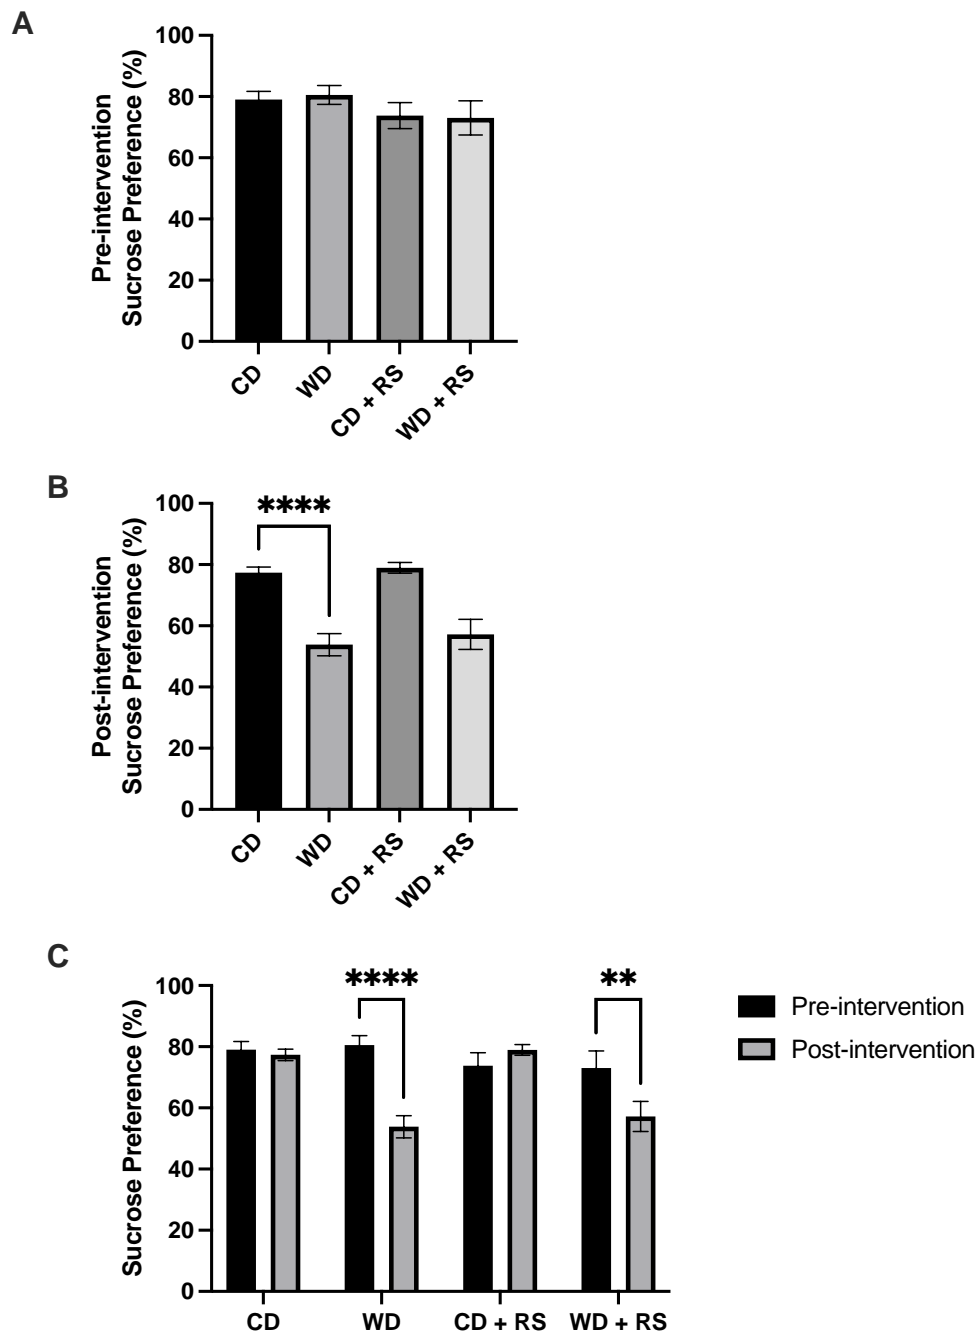 A
Pre-intervention
Sucrose Preference (%)
100
80
60
40
20
0
CD
WD
CD + RS
WD + RS
B
Post-intervention
Sucrose Preference (%)
100
80
60
40
20
0
****
CD
WD
CD + RS
WD + RS
C
Sucrose Preference (%)
100
80
60
40
20
0
****
**
CD
WD
CD + RS
WD + RS
Pre-intervention
Post-intervention